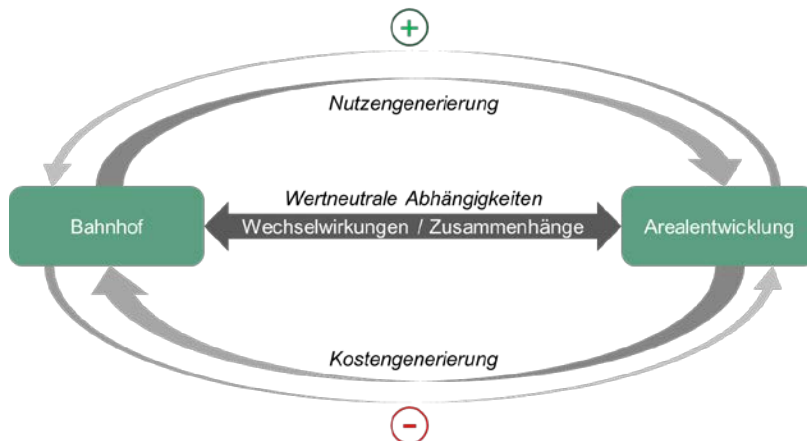 +
Nutzengenerierung
Wertneutrale Abhängigkeiten
Bahnhof
Wechselwirkungen / Zusammenhänge
Arealentwicklung
Kostengenerierung
-